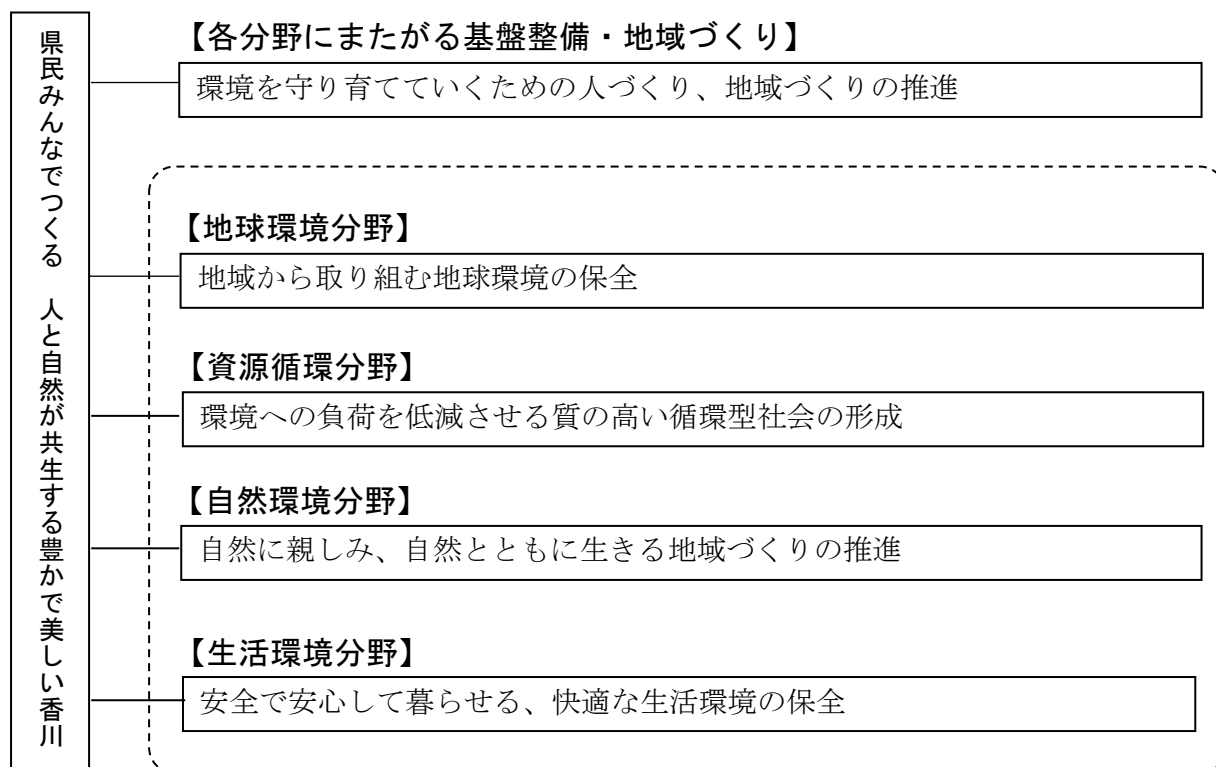 県民みんなでつくる　人と自然が共生する豊かで美しい香川
【各分野にまたがる基盤整備・地域づくり】
環境を守り育てていくための人づくり、地域づくりの推進
【地球環境分野】
地域から取り組む地球環境の保全
【資源循環分野】
環境への負荷を低減させる質の高い循環型社会の形成
【自然環境分野】
自然に親しみ、自然とともに生きる地域づくりの推進
【生活環境分野】
安全で安心して暮らせる、快適な生活環境の保全